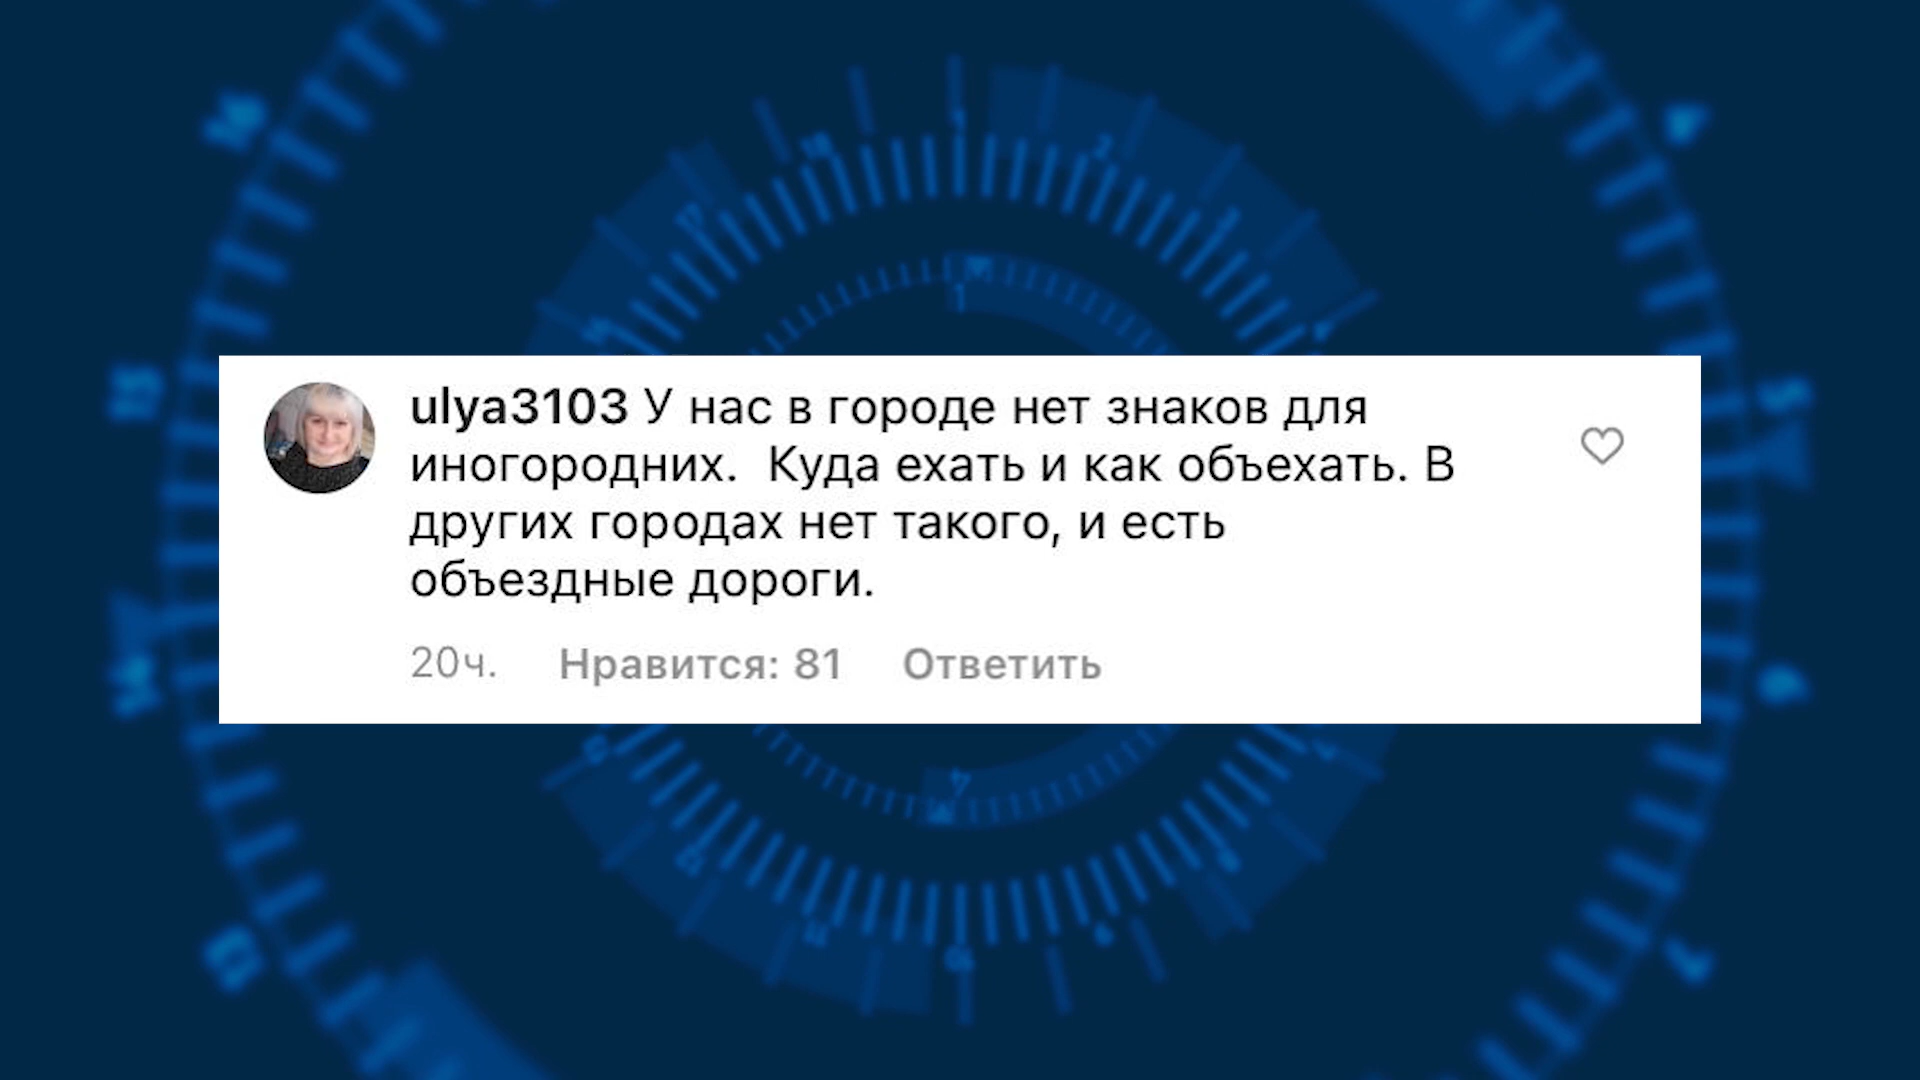 ulya3103 У нас в городе нет знаков для
иногородних.  Куда ехать и как объехать. В
других городах нет такого, и есть
объездные дороги.
20ч. Нравится: 81 Ответить